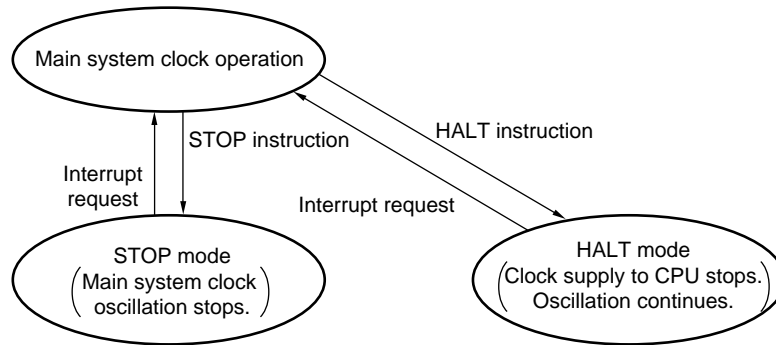 Main system clock operation
STOP instruction
HALT instruction
Interrupt
request
Interrupt request
STOP mode
(Main system clock
oscillation stops.)
HALT mode
(Clock supply to CPU stops.
Oscillation continues.)